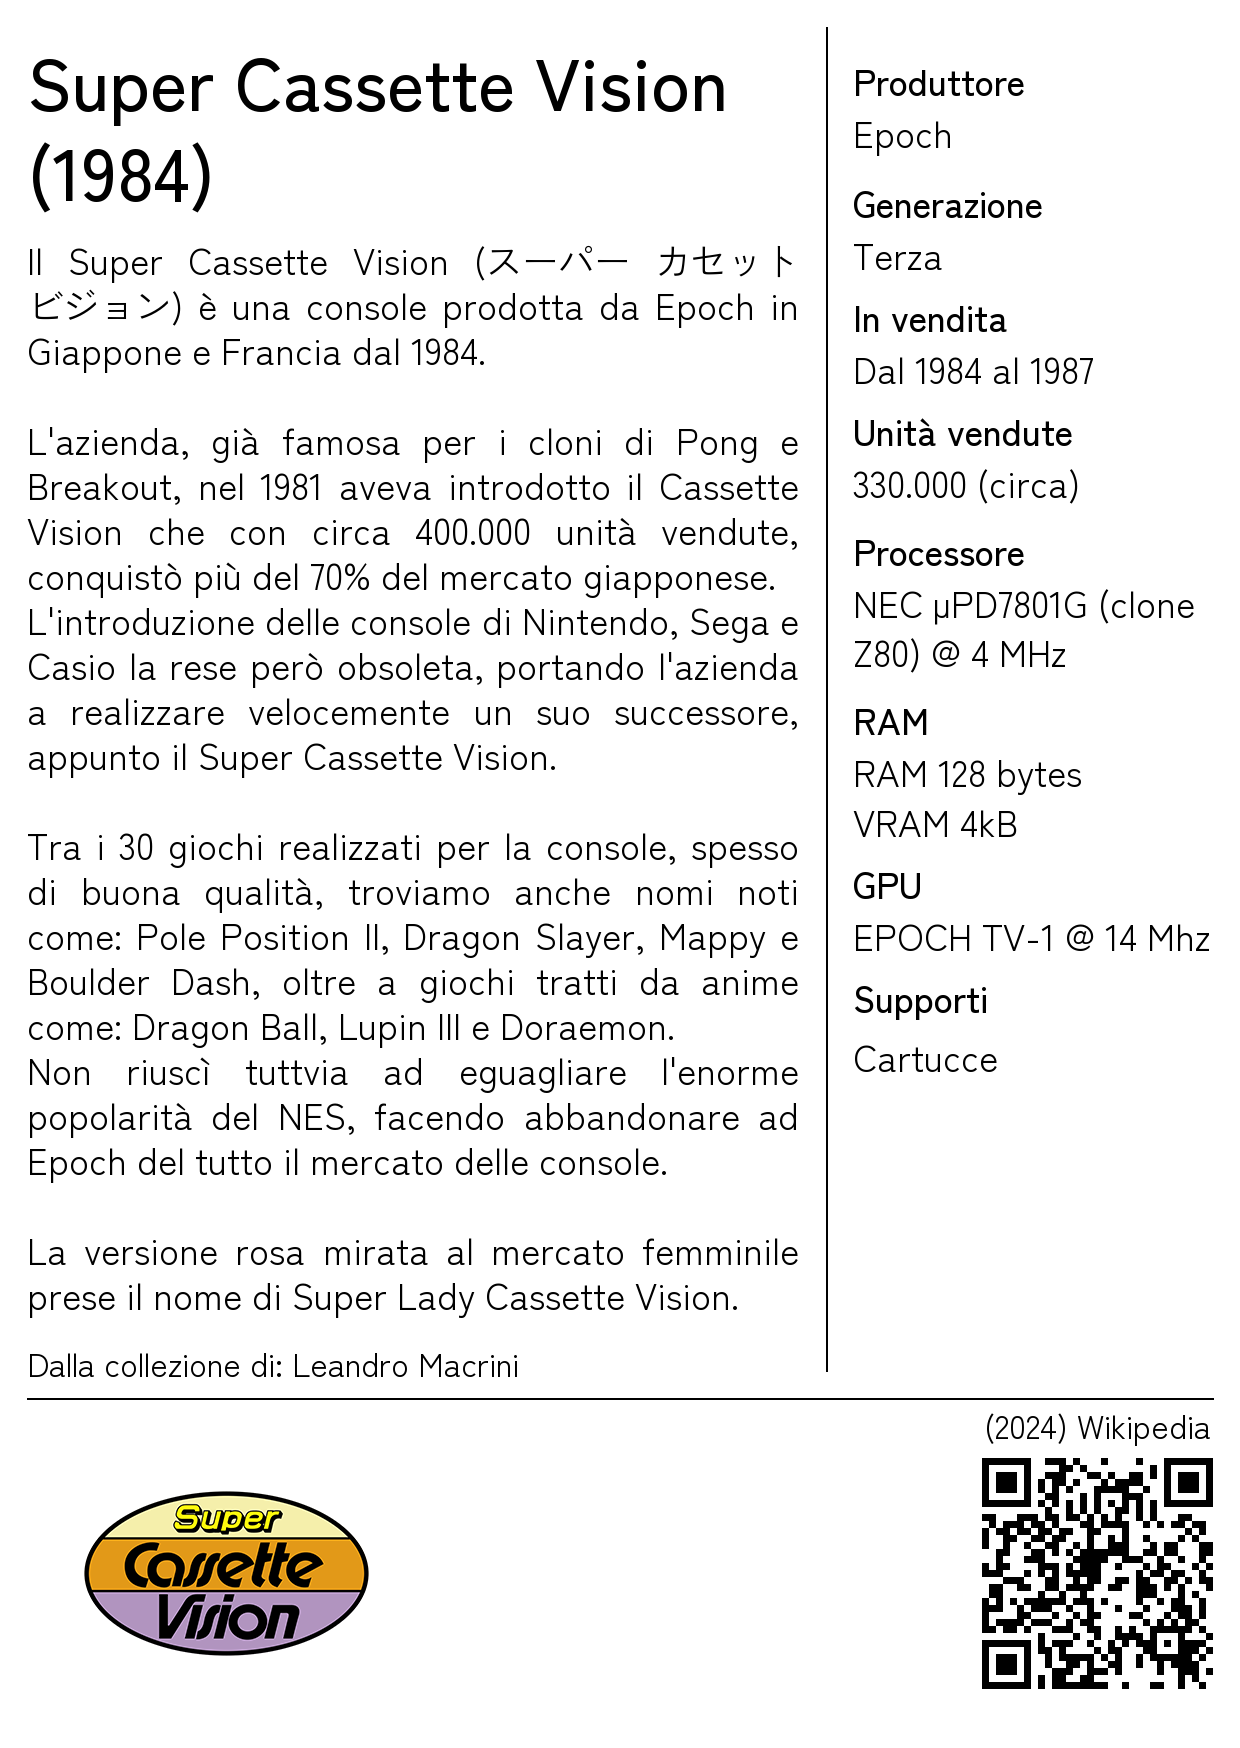 Super Cassette Vision
(1984)
Il Super Cassette Vision (スーパー カセット
ビジョン) è una console prodotta da Epoch in
Giappone e Francia dal 1984.
L'azienda, già famosa per i cloni di Pong e
Breakout, nel 1981 aveva introdotto il Cassette
Vision che con circa 400.000 unità vendute,
conquistò più del 70% del mercato giapponese.
L'introduzione delle console di Nintendo, Sega e
Casio la rese però obsoleta, portando l'azienda
a realizzare velocemente un suo successore,
appunto il Super Cassette Vision.
Tra i 30 giochi realizzati per la console, spesso
di buona qualità, troviamo anche nomi noti
come: Pole Position II, Dragon Slayer, Mappy e
Boulder Dash, oltre a giochi tratti da anime
come: Dragon Ball, Lupin III e Doraemon.
Non riuscì tuttvia ad eguagliare l'enorme
popolarità del NES, facendo abbandonare ad
Epoch del tutto il mercato delle console.
La versione rosa mirata al mercato femminile
prese il nome di Super Lady Cassette Vision.
Dalla collezione di: Leandro Macrini
Produttore
Epoch
Generazione
Terza
In vendita
Dal 1984 al 1987
Unità vendute
330.000 (circa)
Processore
NEC µPD7801G (clone
Z80) @ 4 MHz
RAM
RAM 128 bytes
VRAM 4kB
GPU
EPOCH TV-1 @ 14 Mhz
Supporti
Cartucce
(2024) Wikipedia
Super
Cassette
Vision